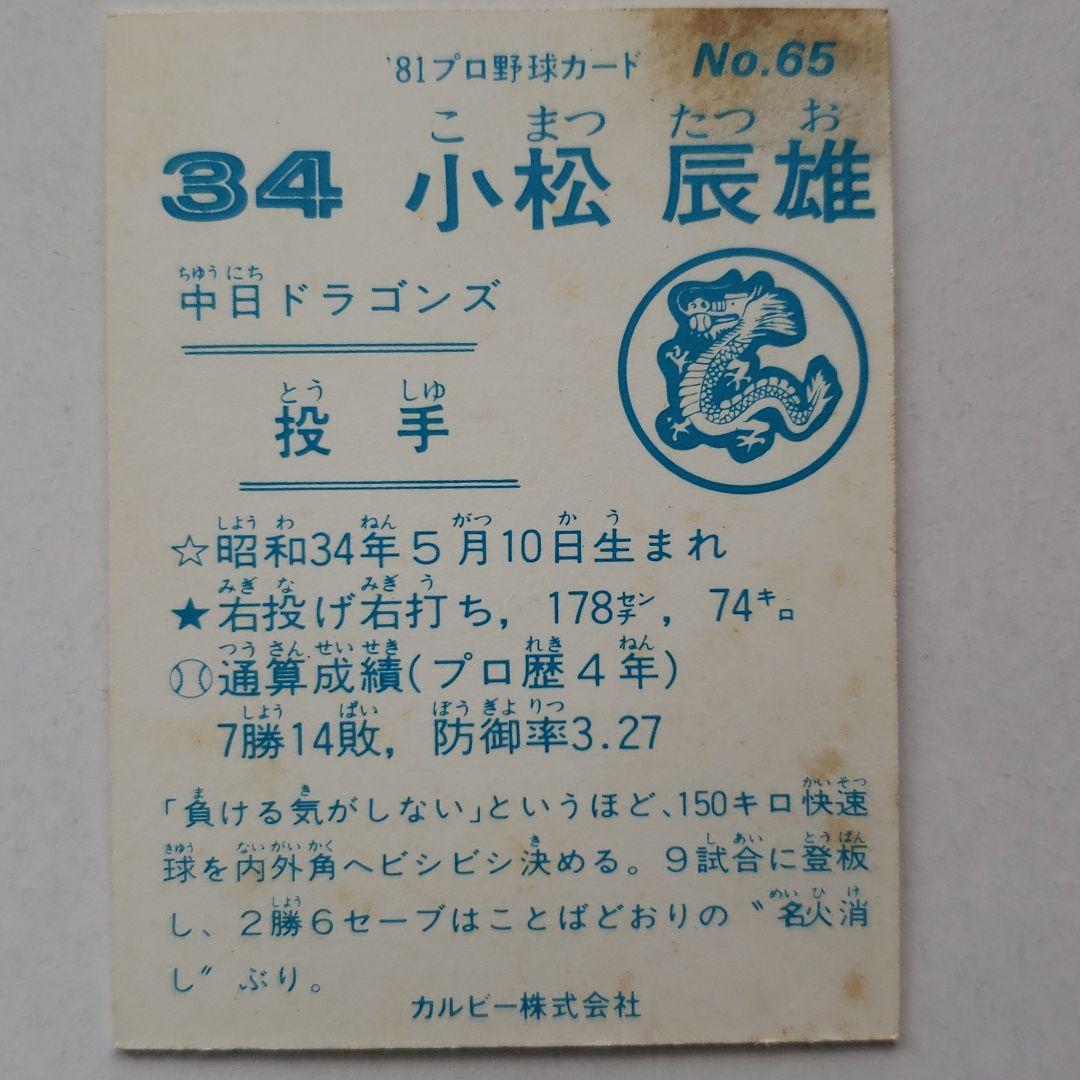 '81プロ野球カード No.65
こ まつ たつ お
34 小松 辰雄
ちゆう にち
中日ドラゴンズ
とう しゆ
投 手
しよう わ ねん がつ か う
☆昭和34年5月10日生まれ
みぎ な みぎ う
★右投げ右打ち, 178センチ, 74キロ
つう さん せい せき れき ねん
通算成績(プロ歴4年)
しよう ぱい ぼう ぎよ りつ
7勝14敗, 防御率3.27
ま き かい そつ
「負ける気がしない」というほど、150キロ快速
きゆう ない がい かく き し あい とう ばん
球を内外角へビシビシ決める。9試合に登板
しよう めい ひ け
し、2勝6セーブはことばどおりの〝名火消
し〟ぶり。
カルビー株式会社